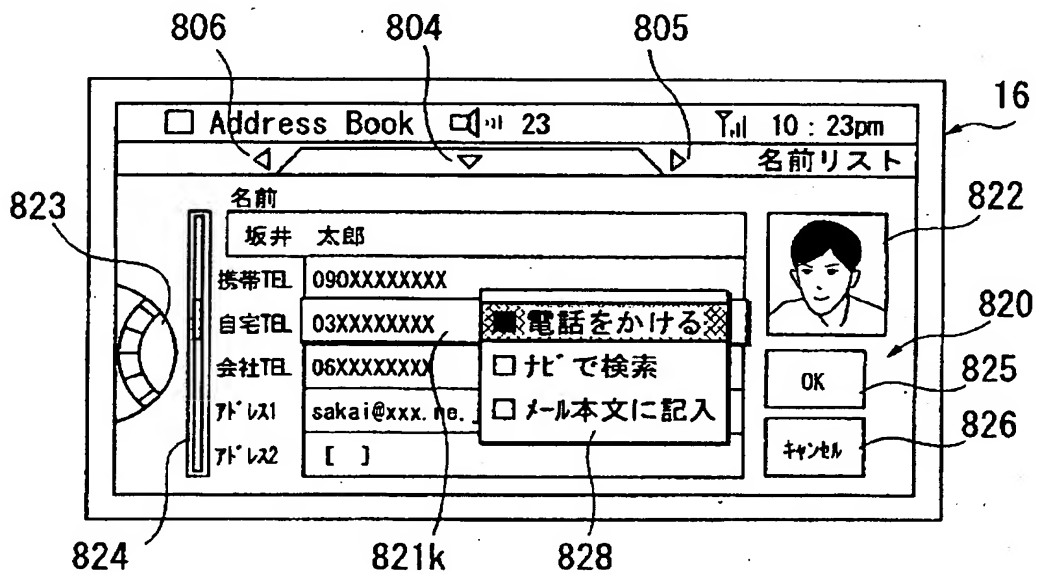 806 804 805
16
□ Address Book 23 10:23pm
◁ ▽ ▷ 名前リスト
823
822
名前
坂井 太郎
携帯TEL 090XXXXXXXX
自宅TEL 03XXXXXXXX ■電話をかける
820
会社TEL 06XXXXXXXX □ナビで検索
OK 825
アドレス1 sakai@xxx.ne. □メール本文に記入
826
アドレス2 [ ] キャンセル
824 821k 828